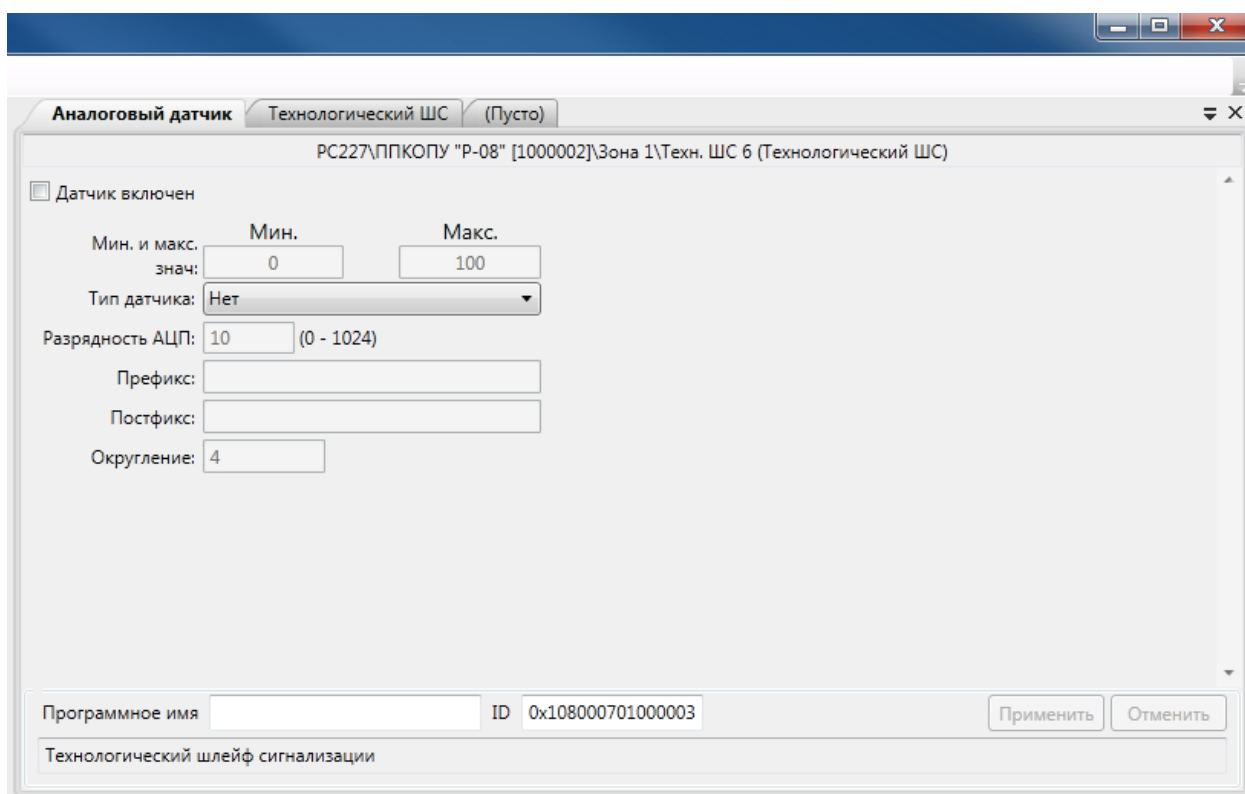 Аналоговый датчик Технологический ШС (Пусто)
PC227\ППКОПУ "Р-08" [1000002]\Зона 1\Техн. ШС 6 (Технологический ШС)
Датчик включен
Мин. Макс.
Мин. и макс.
знач: 0 100
Тип датчика: Нет
Разрядность АЦП: 10 (0 - 1024)
Префикс:
Постфикс:
Округление: 4
Программное имя ID 0x108000701000003 Применить Отменить
Технологический шлейф сигнализации